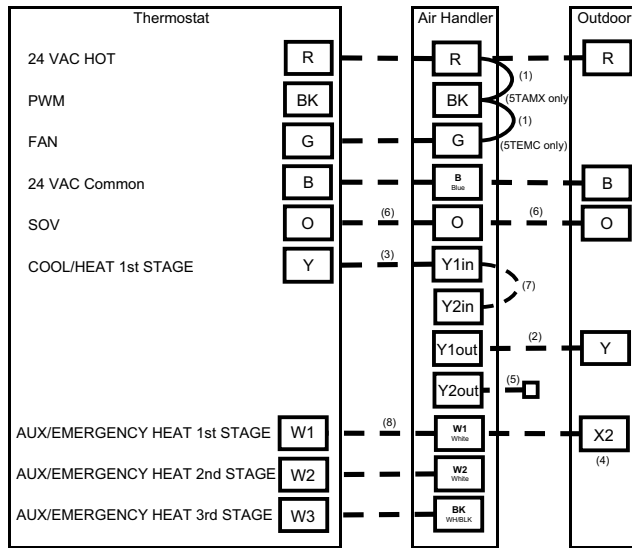 Thermostat Air Handler Outdoor
24 VAC HOT R R R
(1)
PWM BK BK (5TAMX only
(1)
FAN G G (5TEMC only)
24 VAC Common B B B
Blue
SOV O (6) O (6) O
COOL/HEAT 1st STAGE Y (3) Y1in
(7)
Y2in
Y1out (2) Y
Y2out (5)
AUX/EMERGENCY HEAT 1st STAGE W1 (8) W1 X2
White
(4)
AUX/EMERGENCY HEAT 2nd STAGE W2 W2
White
AUX/EMERGENCY HEAT 3rd STAGE W3 BK
WH/BLK